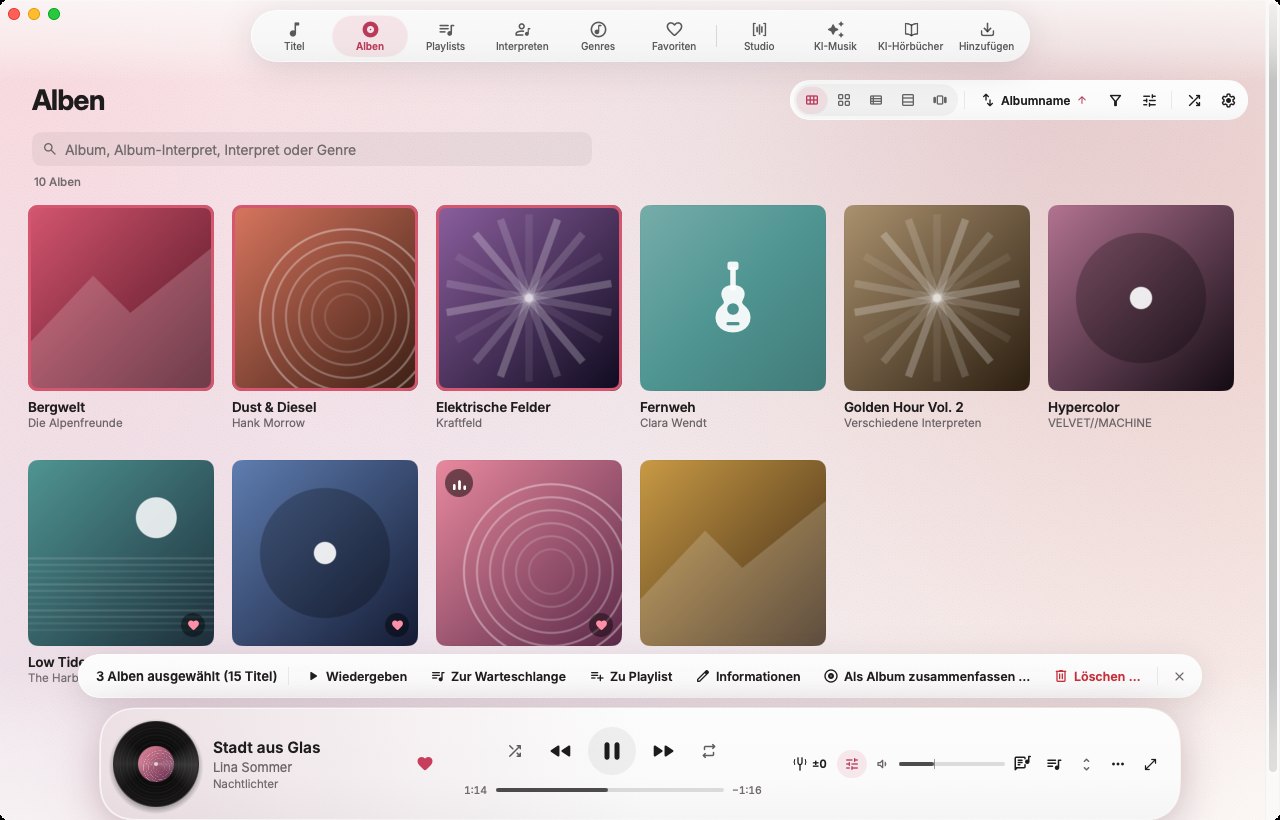 Titel
Alben
Playlists
Interpreten
Genres
Favoriten
Studio
KI-Musik
KI-Hörbücher
Hinzufügen
Alben
Albumname
Album, Album-Interpret, Interpret oder Genre
10 Alben
Bergwelt
Die Alpenfreunde
Dust & Diesel
Hank Morrow
Elektrische Felder
Kraftfeld
Fernweh
Clara Wendt
Golden Hour Vol. 2
Verschiedene Interpreten
Hypercolor
VELVET//MACHINE
Low Tide
The Harb
3 Alben ausgewählt (15 Titel)
Wiedergeben
Zur Warteschlange
Zu Playlist
Informationen
Als Album zusammenfassen ...
Löschen ...
Stadt aus Glas
Lina Sommer
Nachtlichter
1:14
−1:16
±0